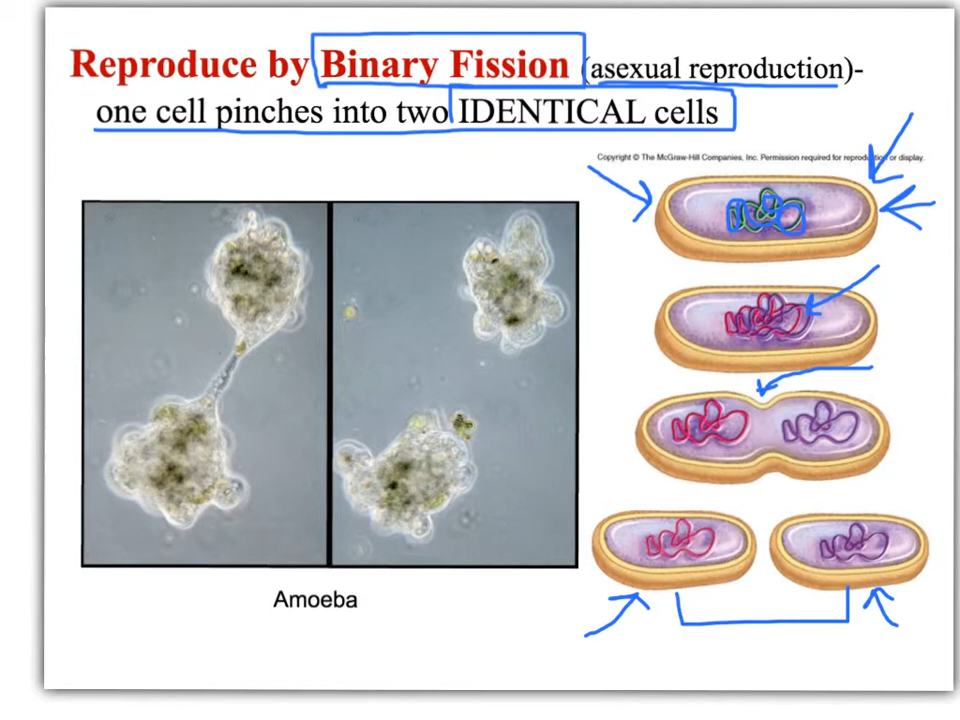 Reproduce by Binary Fission (asexual reproduction)-
one cell pinches into two IDENTICAL cells
Copyright © The McGraw-Hill Companies, Inc. Permission required for reproduction or display.
Amoeba